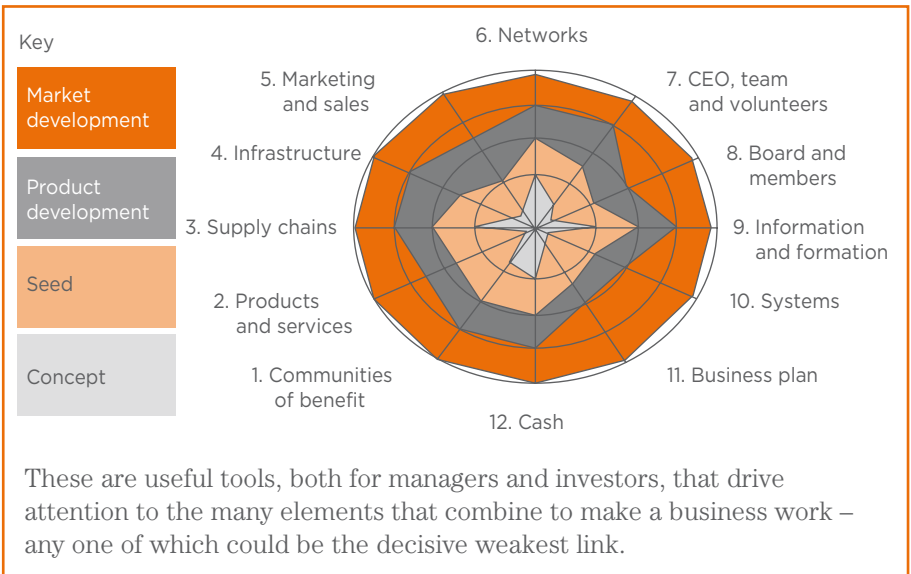 Key
Market
development
Product
development
Seed
Concept
6. Networks
5. Marketing
and sales
7. CEO, team
and volunteers
4. Infrastructure
8. Board and
members
3. Supply chains
9. Information
and formation
2. Products
and services
10. Systems
1. Communities
of benefit
11. Business plan
12. Cash
These are useful tools, both for managers and investors, that drive
attention to the many elements that combine to make a business work –
any one of which could be the decisive weakest link.